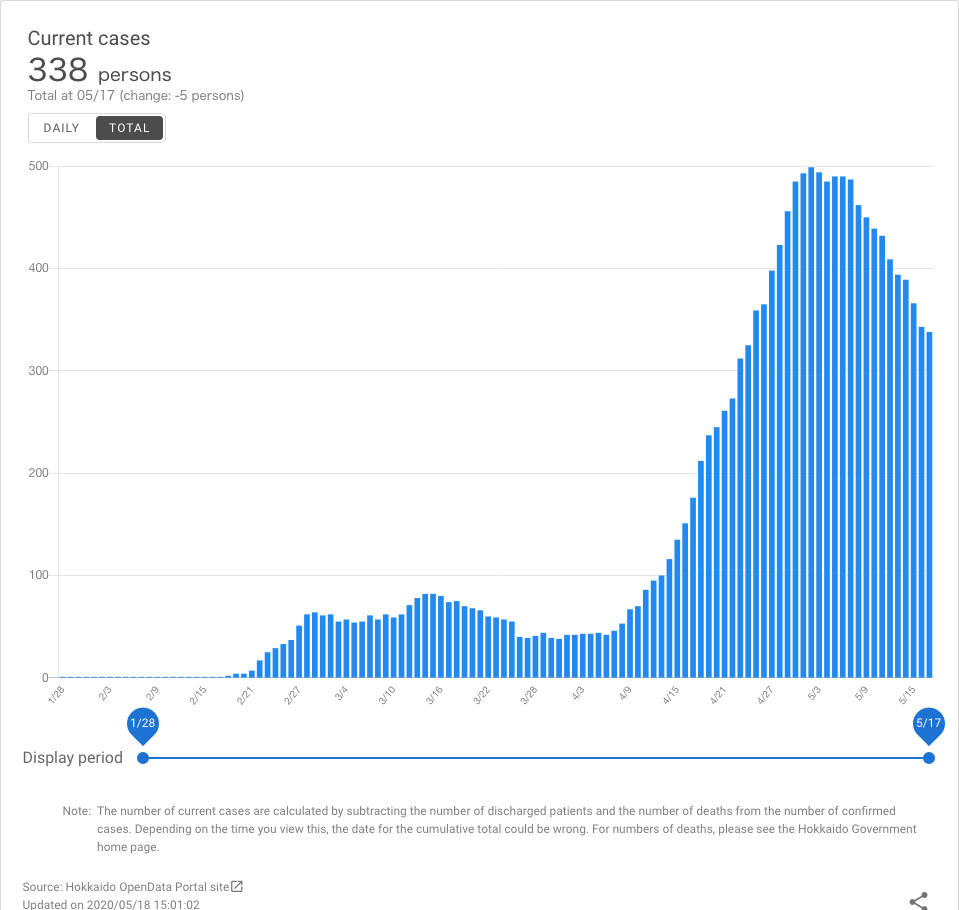 Current cases
338 persons
Total at 05/17 (change: -5 persons)
DAILY TOTAL
500
400
300
200
100
0
1/28 2/3 2/9 2/15 2/21 2/27 3/4 3/10 3/16 3/22 3/28 4/3 4/9 4/15 4/21 4/27 5/3 5/9 5/15
1/28 5/17
Display period
Note: The number of current cases are calculated by subtracting the number of discharged patients and the number of deaths from the number of confirmed
cases. Depending on the time you view this, the date for the cumulative total could be wrong. For numbers of deaths, please see the Hokkaido Government
home page.
Source: Hokkaido OpenData Portal site
Updated on 2020/05/18 15:01:02